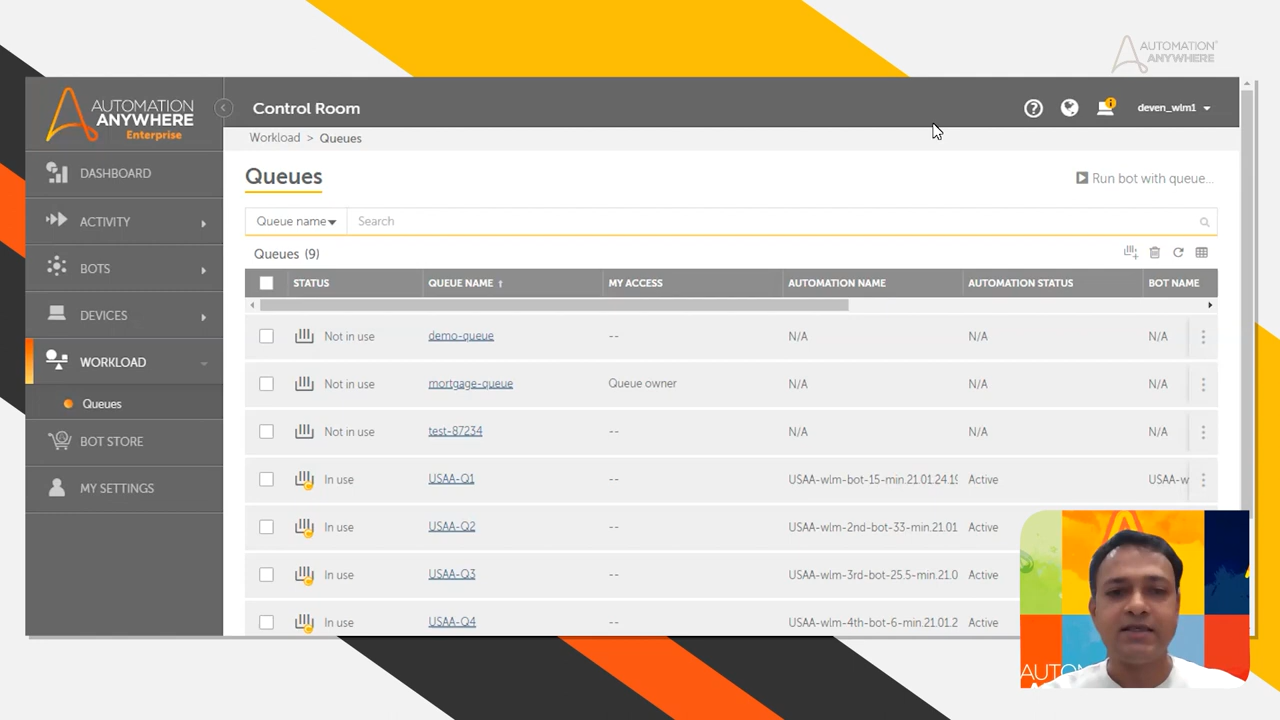 AUTOMATION
ANYWHERE
AUTOMATION
ANYWHERE
Enterprise
Control Room
deven_wlm1
Workload > Queues
DASHBOARD
ACTIVITY
BOTS
DEVICES
WORKLOAD
Queues
BOT STORE
MY SETTINGS
Queues
Run bot with queue...
Queue name
Search
Queues (9)
STATUS QUEUE NAME MY ACCESS AUTOMATION NAME AUTOMATION STATUS BOT NAME
Not in use demo-queue -- N/A N/A N/A
Not in use mortgage-queue Queue owner N/A N/A N/A
Not in use test-87234 -- N/A N/A N/A
In use USAA-Q1 -- USAA-wlm-bot-15-min.21.01.24.19 Active USAA-w
In use USAA-Q2 -- USAA-wlm-2nd-bot-33-min.21.01 Active
In use USAA-Q3 -- USAA-wlm-3rd-bot-25.5-min.21.0 Active
In use USAA-Q4 -- USAA-wlm-4th-bot-6-min.21.01.2 Active